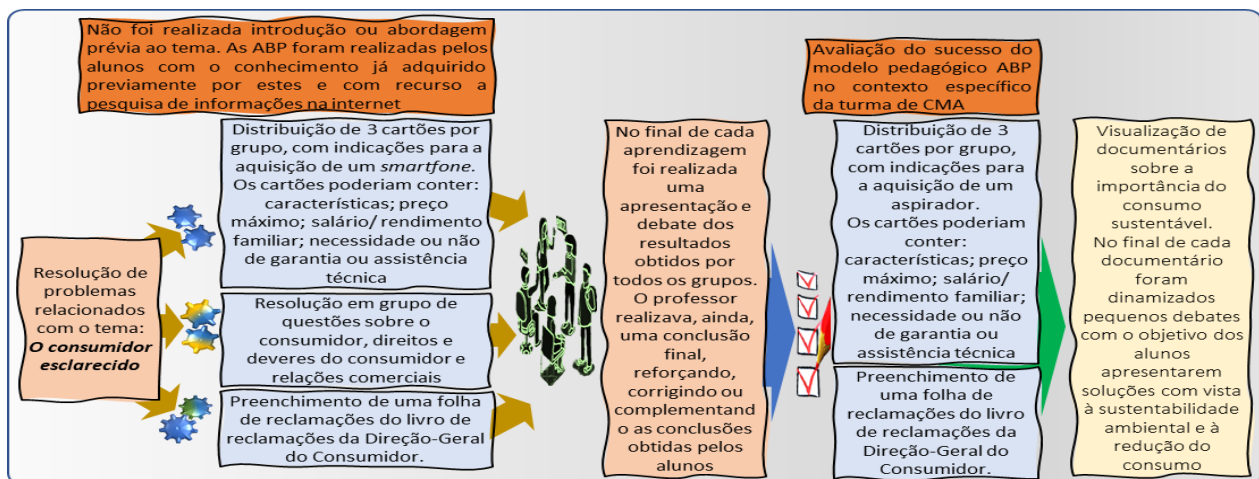 Não foi realizada introdução ou abordagem
prévia ao tema. As ABP foram realizadas pelos
alunos com o conhecimento já adquirido
previamente por estes e com recurso a
pesquisa de informações na internet
Resolução de
problemas
relacionados
com o tema:
O consumidor
esclarecido
Distribuição de 3 cartões por
grupo, com indicações para a
aquisição de um smartfone.
Os cartões poderiam conter:
características; preço
máximo; salário/ rendimento
familiar; necessidade ou não
de garantia ou assistência
técnica
Resolução em grupo de
questões sobre o
consumidor, direitos e
deveres do consumidor e
relações comerciais
Preenchimento de uma folha
de reclamações do livro de
reclamações da Direção-Geral
do Consumidor.
No final de cada
aprendizagem
foi realizada
uma
apresentação e
debate dos
resultados
obtidos por
todos os grupos.
O professor
realizava, ainda,
uma conclusão
final,
reforçando,
corrigindo ou
complementand
o as conclusões
obtidas pelos
alunos
Avaliação do sucesso do
modelo pedagógico ABP
no contexto específico
da turma de CMA
Distribuição de 3
cartões por grupo,
com indicações para
a aquisição de um
aspirador.
Os cartões poderiam
conter:
características; preço
máximo; salário/
rendimento familiar;
necessidade ou não
de garantia ou
assistência técnica
Preenchimento de
uma folha de
reclamações do livro
de reclamações da
Direção-Geral do
Consumidor.
Visualização de
documentários
sobre a
importância do
consumo
sustentável.
No final de cada
documentário
foram
dinamizados
pequenos debates
com o objetivo dos
alunos
apresentarem
soluções com vista
à sustentabilidade
ambiental e à
redução do
consumo